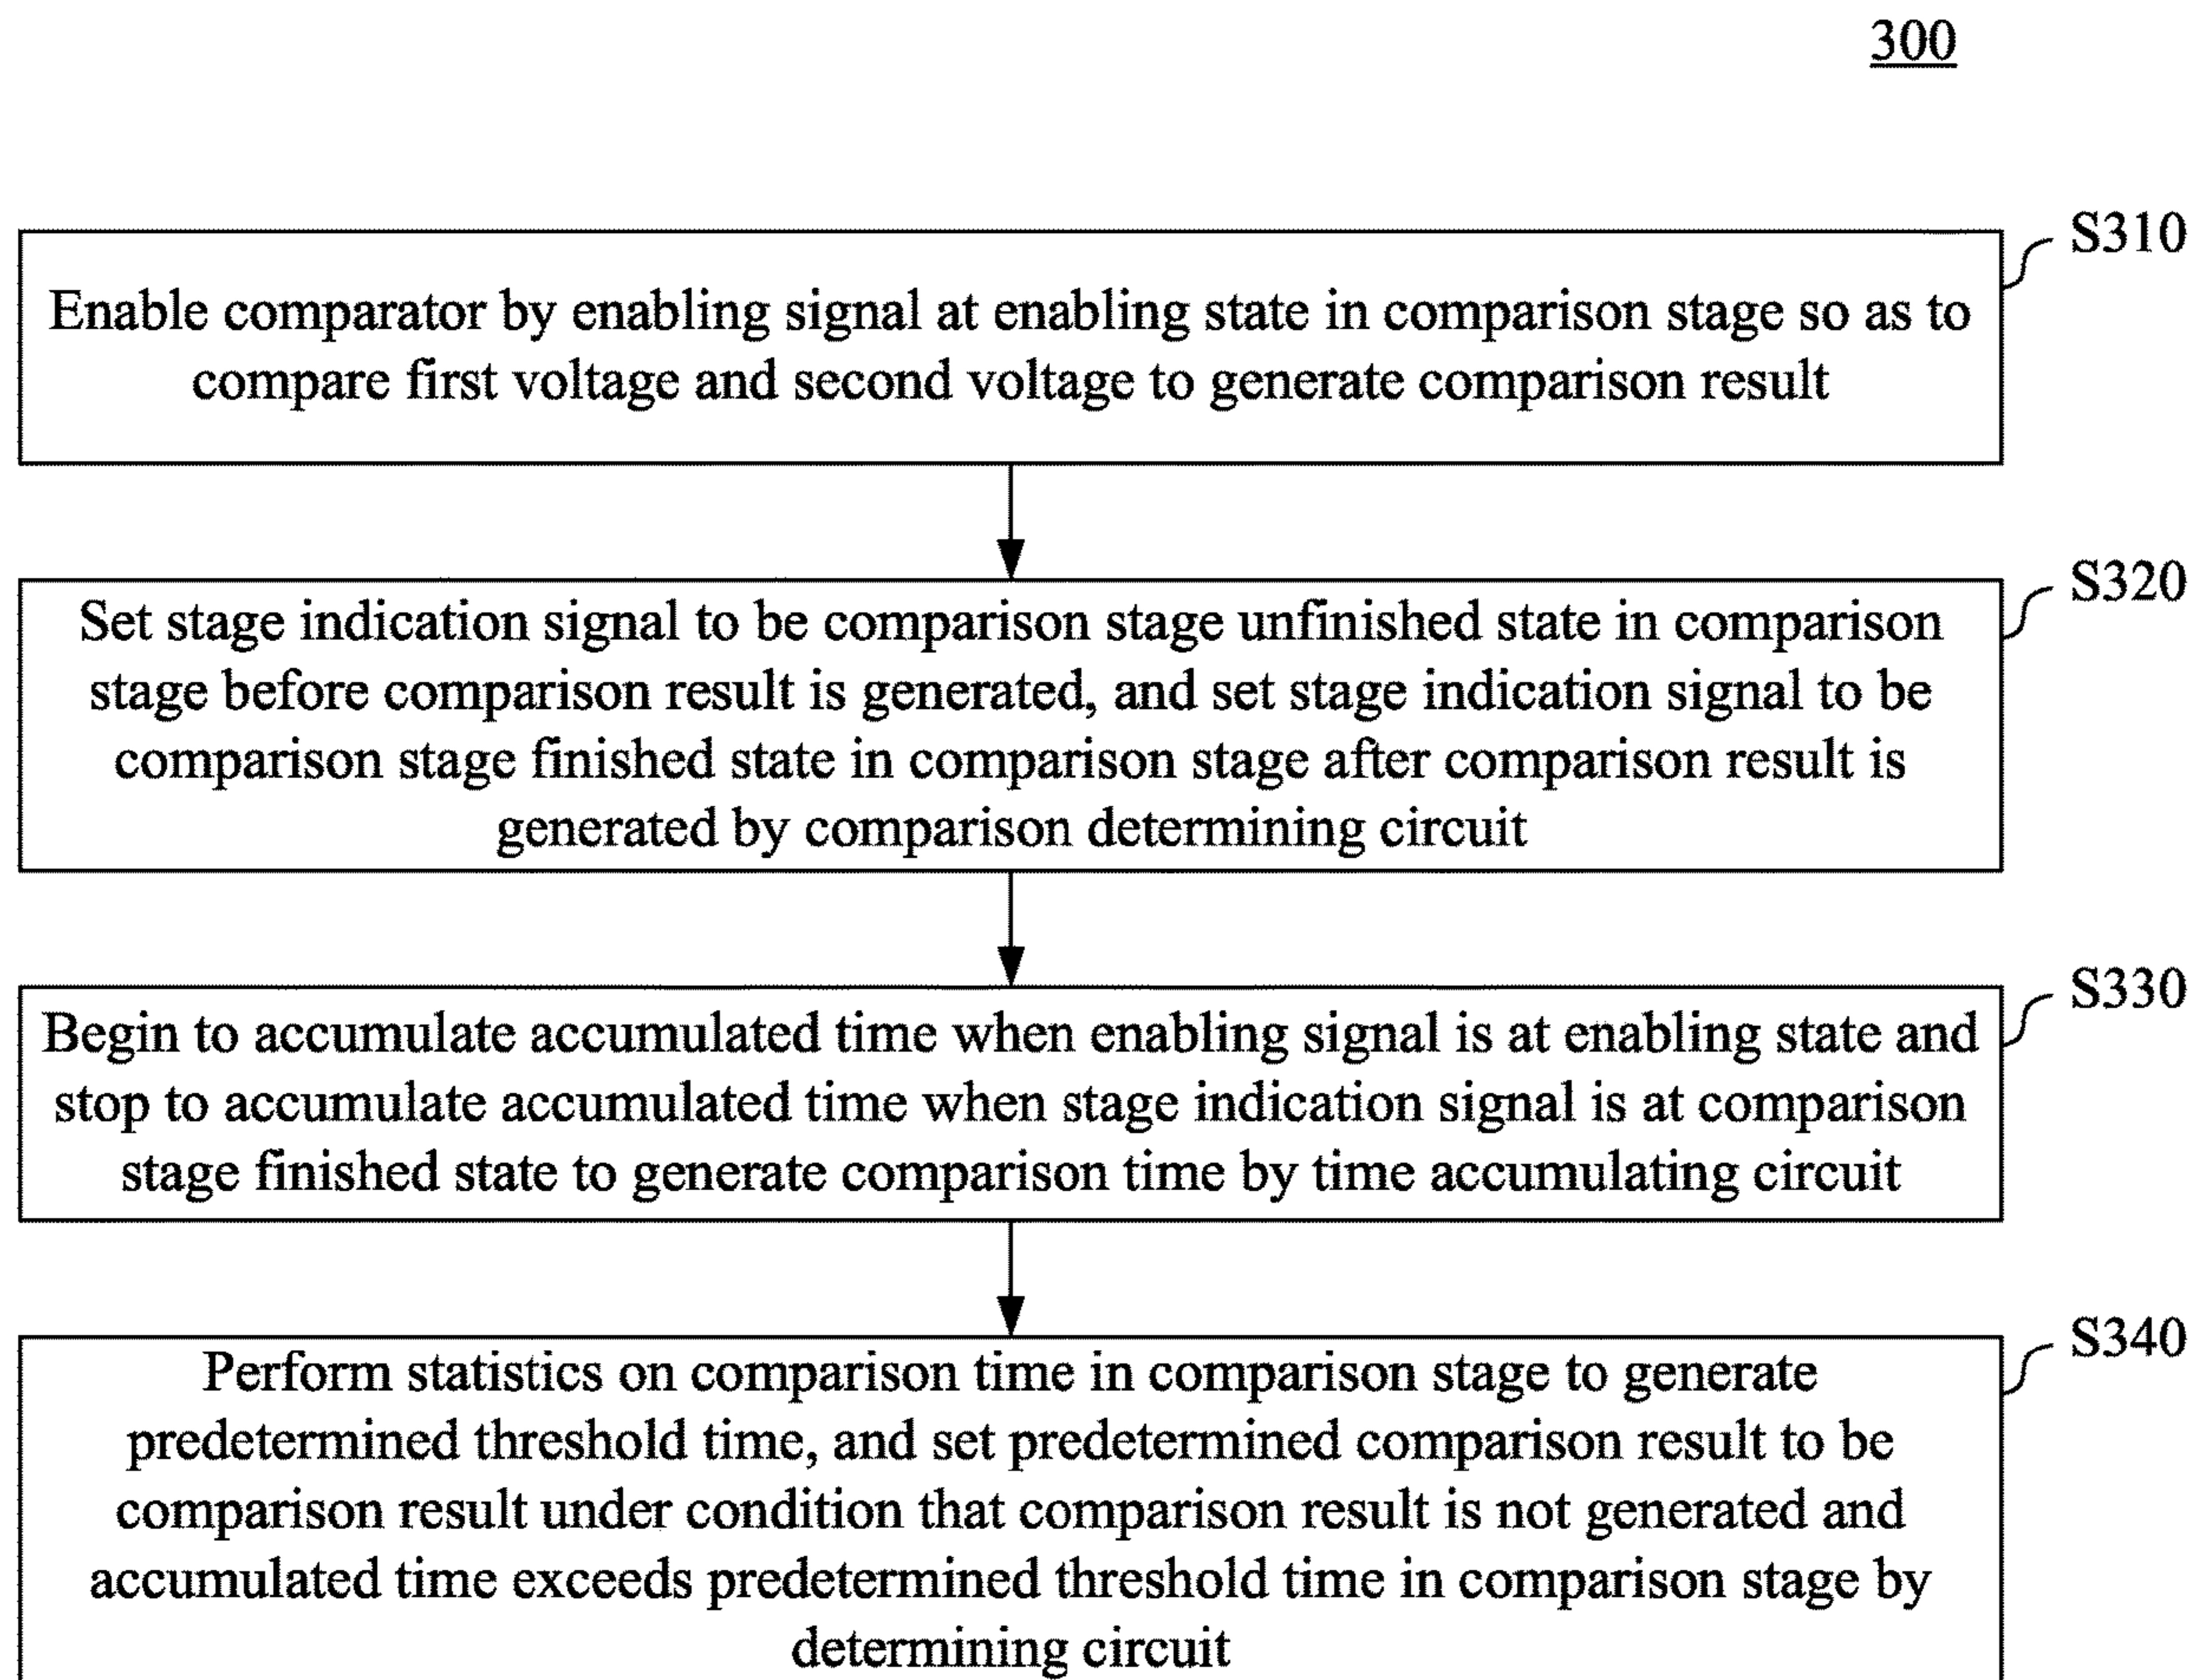 300
S310
Enable comparator by enabling signal at enabling state in comparison stage so as to
compare first voltage and second voltage to generate comparison result
S320
Set stage indication signal to be comparison stage unfinished state in comparison
stage before comparison result is generated, and set stage indication signal to be
comparison stage finished state in comparison stage after comparison result is
generated by comparison determining circuit
S330
Begin to accumulate accumulated time when enabling signal is at enabling state and
stop to accumulate accumulated time when stage indication signal is at comparison
stage finished state to generate comparison time by time accumulating circuit
S340
Perform statistics on comparison time in comparison stage to generate
predetermined threshold time, and set predetermined comparison result to be
comparison result under condition that comparison result is not generated and
accumulated time exceeds predetermined threshold time in comparison stage by
determining circuit